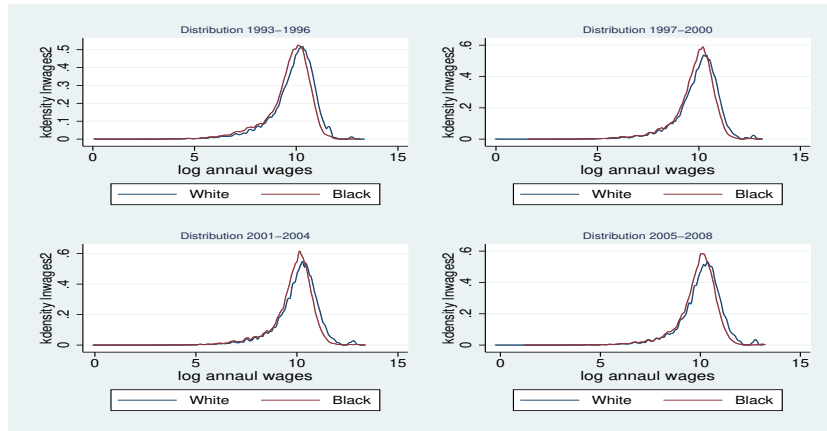 Distribution 1993–1996
kdensity lnwages2
0 .1 .2 .3 .4 .5
0 5 10 15
log annaul wages
White Black
Distribution 1997–2000
kdensity lnwages2
0 .2 .4 .6
0 5 10 15
log annaul wages
White Black
Distribution 2001–2004
kdensity lnwages2
0 .2 .4 .6
0 5 10 15
log annaul wages
White Black
Distribution 2005–2008
kdensity lnwages2
0 .2 .4 .6
0 5 10 15
log annaul wages
White Black